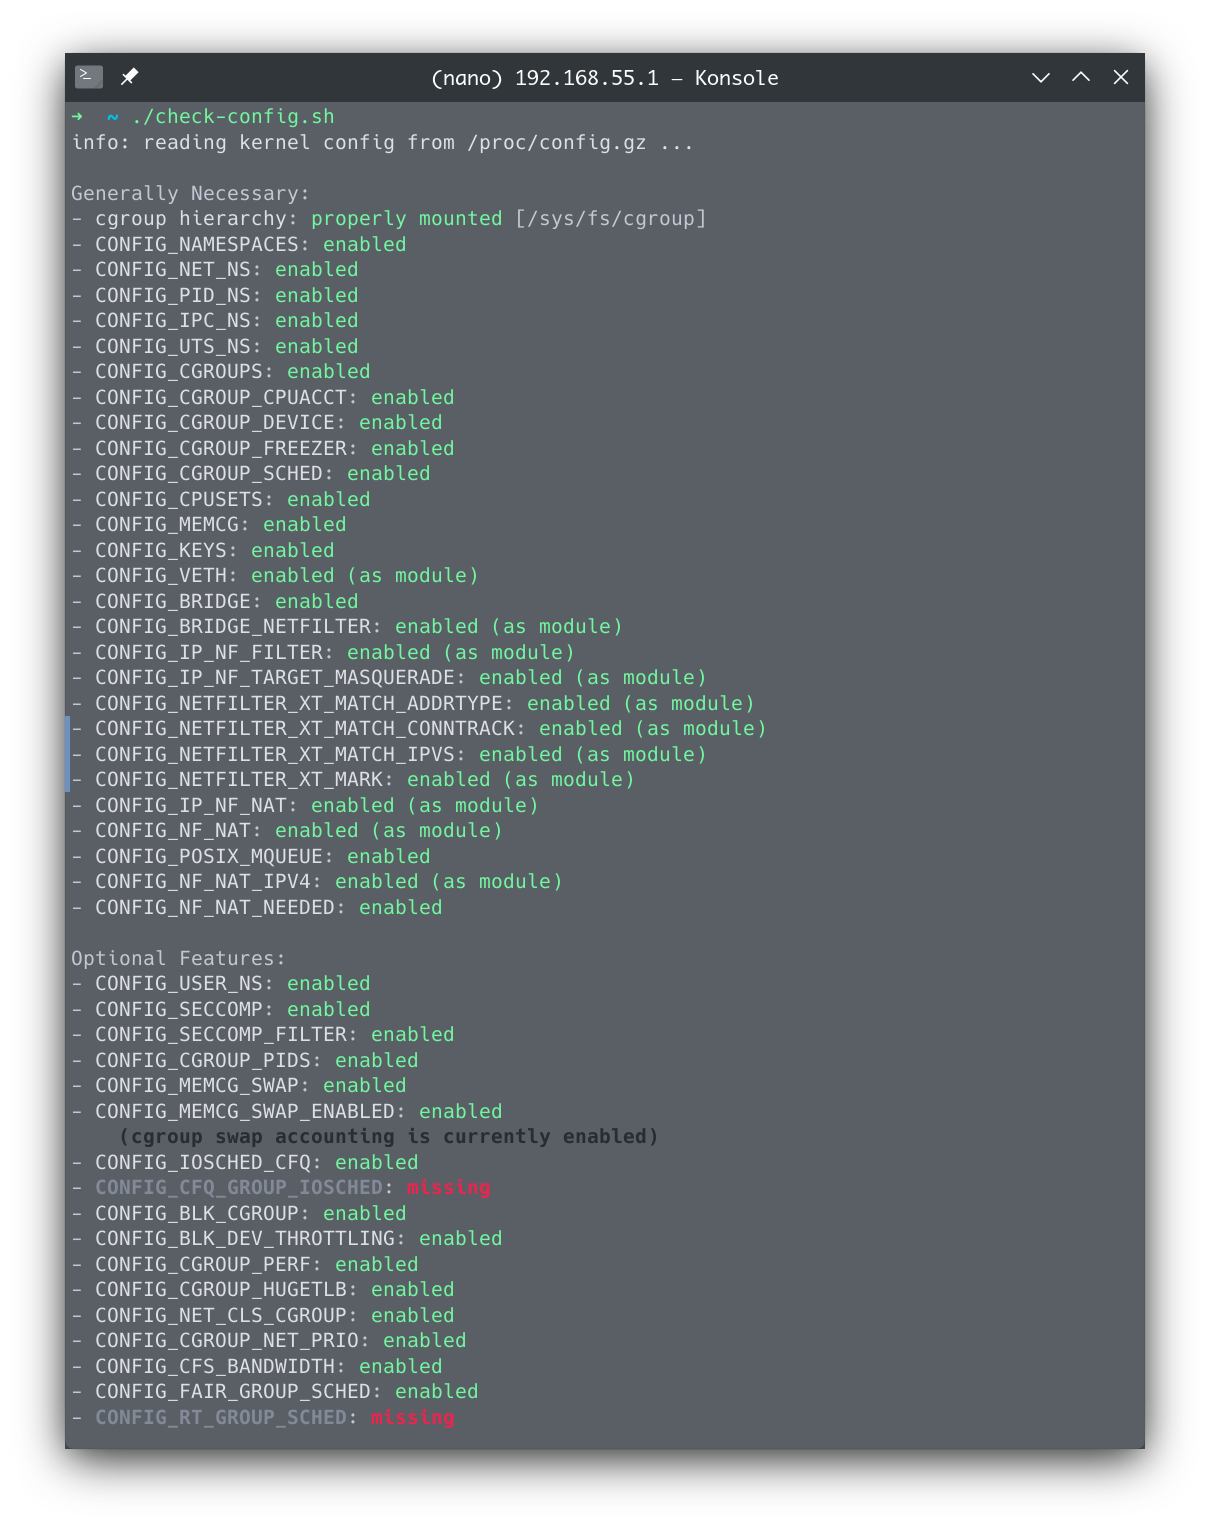 (nano) 192.168.55.1 — Konsole
➜  ~ ./check-config.sh
info: reading kernel config from /proc/config.gz ...

Generally Necessary:
- cgroup hierarchy: properly mounted [/sys/fs/cgroup]
- CONFIG_NAMESPACES: enabled
- CONFIG_NET_NS: enabled
- CONFIG_PID_NS: enabled
- CONFIG_IPC_NS: enabled
- CONFIG_UTS_NS: enabled
- CONFIG_CGROUPS: enabled
- CONFIG_CGROUP_CPUACCT: enabled
- CONFIG_CGROUP_DEVICE: enabled
- CONFIG_CGROUP_FREEZER: enabled
- CONFIG_CGROUP_SCHED: enabled
- CONFIG_CPUSETS: enabled
- CONFIG_MEMCG: enabled
- CONFIG_KEYS: enabled
- CONFIG_VETH: enabled (as module)
- CONFIG_BRIDGE: enabled
- CONFIG_BRIDGE_NETFILTER: enabled (as module)
- CONFIG_IP_NF_FILTER: enabled (as module)
- CONFIG_IP_NF_TARGET_MASQUERADE: enabled (as module)
- CONFIG_NETFILTER_XT_MATCH_ADDRTYPE: enabled (as module)
- CONFIG_NETFILTER_XT_MATCH_CONNTRACK: enabled (as module)
- CONFIG_NETFILTER_XT_MATCH_IPVS: enabled (as module)
- CONFIG_NETFILTER_XT_MARK: enabled (as module)
- CONFIG_IP_NF_NAT: enabled (as module)
- CONFIG_NF_NAT: enabled (as module)
- CONFIG_POSIX_MQUEUE: enabled
- CONFIG_NF_NAT_IPV4: enabled (as module)
- CONFIG_NF_NAT_NEEDED: enabled

Optional Features:
- CONFIG_USER_NS: enabled
- CONFIG_SECCOMP: enabled
- CONFIG_SECCOMP_FILTER: enabled
- CONFIG_CGROUP_PIDS: enabled
- CONFIG_MEMCG_SWAP: enabled
- CONFIG_MEMCG_SWAP_ENABLED: enabled
    (cgroup swap accounting is currently enabled)
- CONFIG_IOSCHED_CFQ: enabled
- CONFIG_CFQ_GROUP_IOSCHED: missing
- CONFIG_BLK_CGROUP: enabled
- CONFIG_BLK_DEV_THROTTLING: enabled
- CONFIG_CGROUP_PERF: enabled
- CONFIG_CGROUP_HUGETLB: enabled
- CONFIG_NET_CLS_CGROUP: enabled
- CONFIG_CGROUP_NET_PRIO: enabled
- CONFIG_CFS_BANDWIDTH: enabled
- CONFIG_FAIR_GROUP_SCHED: enabled
- CONFIG_RT_GROUP_SCHED: missing